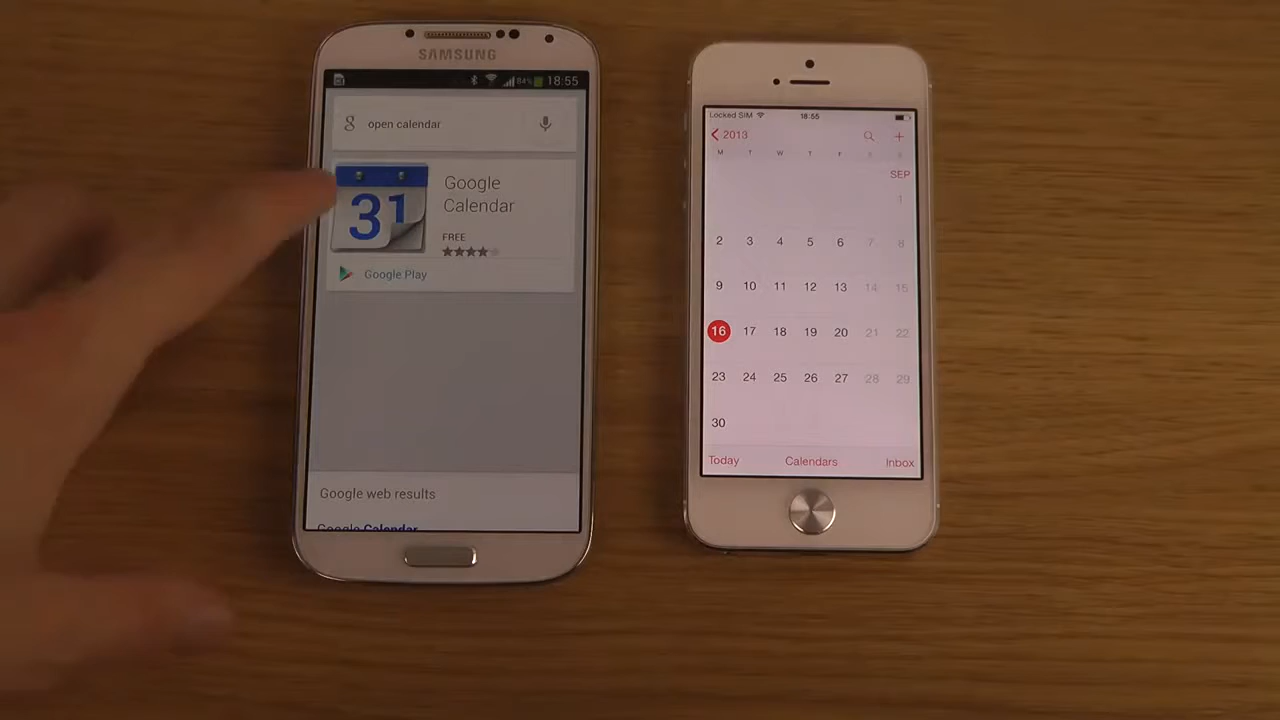 SAMSUNG
84% 18:55
open calendar
31
Google
Calendar
FREE
Google Play
Google web results
Google Calendar
Locked SIM 18:55
2013
M T W T F S S
SEP
1
2 3 4 5 6 7 8
9 10 11 12 13 14 15
16 17 18 19 20 21 22
23 24 25 26 27 28 29
30
Today Calendars Inbox